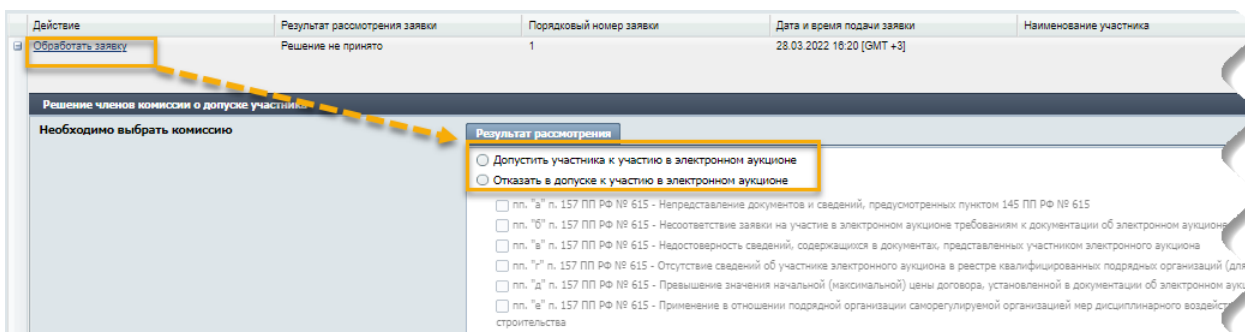 Действие Результат рассмотрения заявки Порядковый номер заявки Дата и время подачи заявки Наименование участника
Обработать заявку Решение не принято 1 28.03.2022 16:20 [GMT +3]
Решение членов комиссии о допуске участника
Необходимо выбрать комиссию
Результат рассмотрения
Допустить участника к участию в электронном аукционе
Отказать в допуске к участию в электронном аукционе
пп. "а" п. 157 ПП РФ № 615 - Непредставление документов и сведений, предусмотренных пунктом 145 ПП РФ № 615
пп. "б" п. 157 ПП РФ № 615 - Несоответствие заявки на участие в электронном аукционе требованиям к документации об электронном аукционе
пп. "в" п. 157 ПП РФ № 615 - Недостоверность сведений, содержащихся в документах, представленных участником электронного аукциона
пп. "г" п. 157 ПП РФ № 615 - Отсутствие сведений об участнике электронного аукциона в реестре квалифицированных подрядных организаций (для
пп. "д" п. 157 ПП РФ № 615 - Превышение значения начальной (максимальной) цены договора, установленной в документации об электронном
пп. "е" п. 157 ПП РФ № 615 - Применение в отношении подрядной организации саморегулируемой организацией мер дисциплинарного
строительства